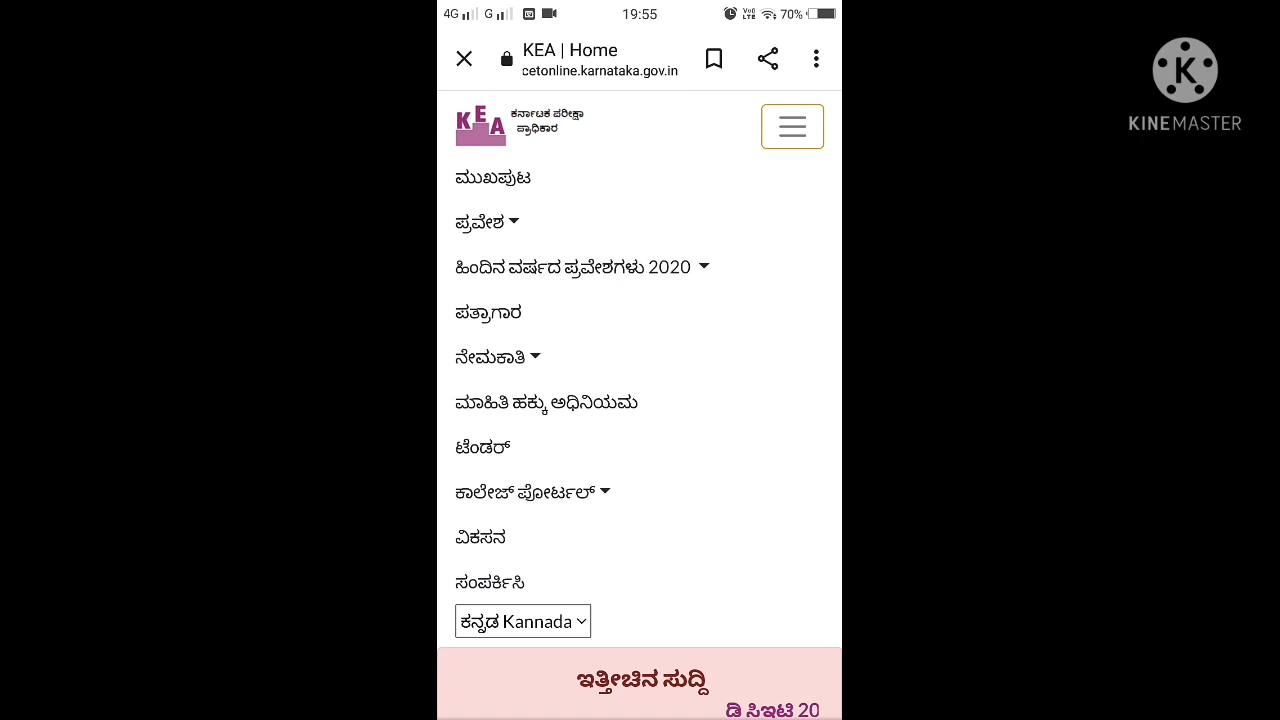 4G G 19:55 70%
KEA | Home
cetonline.karnataka.gov.in
K
KINEMASTER
KEA ಕರ್ನಾಟಕ ಪರೀಕ್ಷಾ
ಪ್ರಾಧಿಕಾರ
ಮುಖಪುಟ
ಪ್ರವೇಶ
ಹಿಂದಿನ ವರ್ಷದ ಪ್ರವೇಶಗಳು 2020
ಪತ್ರಾಗಾರ
ನೇಮಕಾತಿ
ಮಾಹಿತಿ ಹಕ್ಕು ಅಧಿನಿಯಮ
ಟೆಂಡರ್
ಕಾಲೇಜ್ ಪೋರ್ಟಲ್
ವಿಕಸನ
ಸಂಪರ್ಕಿಸಿ
ಕನ್ನಡ Kannada
ಇತ್ತೀಚಿನ ಸುದ್ದಿ
ಡಿ ಸಿಇಟಿ 20